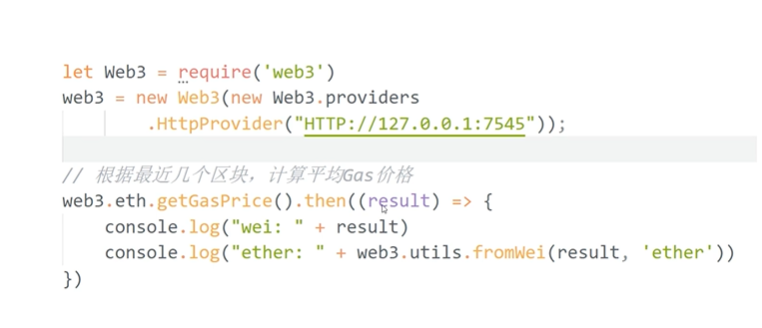 let Web3 = require('web3')
web3 = new Web3(new Web3.providers
.HttpProvider("HTTP://127.0.0.1:7545"));
// 根据最近几个区块，计算平均Gas价格
web3.eth.getGasPrice().then((result) => {
console.log("wei: " + result)
console.log("ether: " + web3.utils.fromWei(result, 'ether'))
})